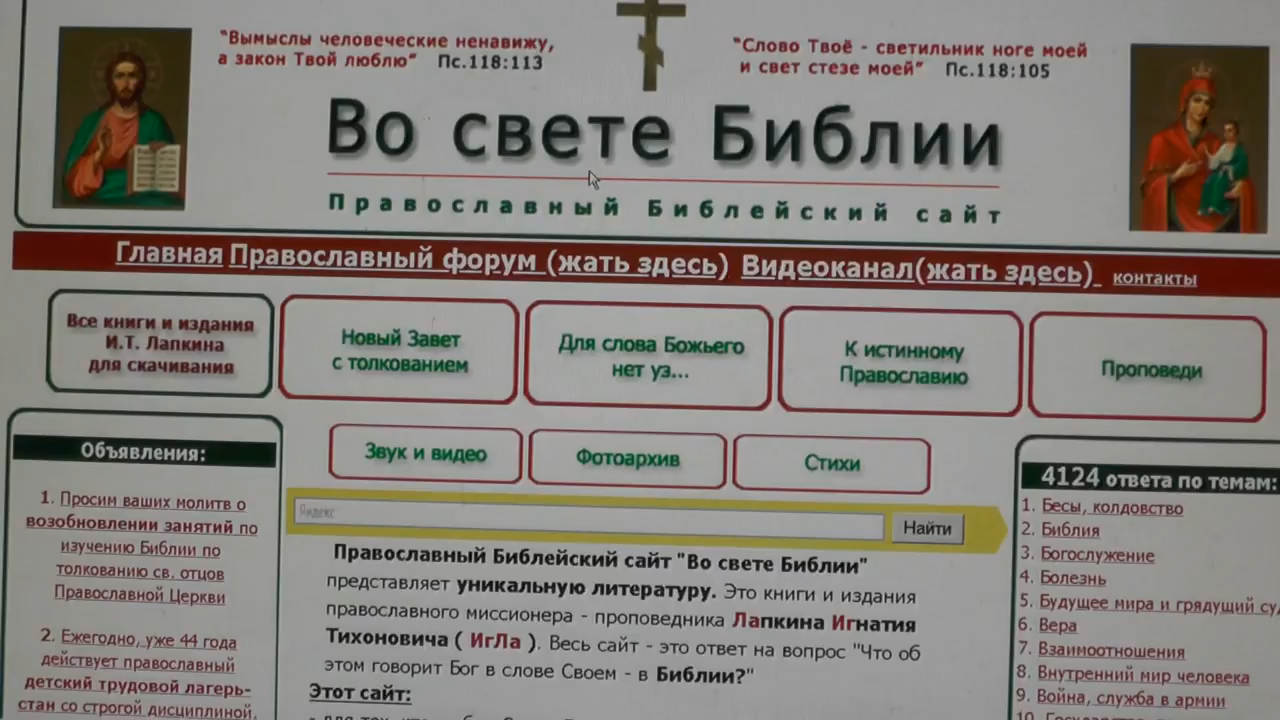 "Вымыслы человеческие ненавижу,
а закон Твой люблю" Пс.118:113
"Слово Твоё - светильник ноге моей
и свет стезе моей" Пс.118:105
Во свете Библии
Православный Библейский сайт
Главная Православный форум (жать здесь) Видеоканал(жать здесь) контакты
Все книги и издания
И.Т. Лапкина
для скачивания
Новый Завет
с толкованием
Для слова Божьего
нет уз...
К истинному
Православию
Проповеди
Звук и видео
Фотоархив
Стихи
Объявления:
1. Просим ваших молитв о
возобновлении занятий по
изучению Библии по
толкованию св. отцов
Православной Церкви
2. Ежегодно, уже 44 года
действует православный
детский трудовой лагерь-
стан со строгой дисциплиной,
Яндекс
Найти
Православный Библейский сайт "Во свете Библии"
представляет уникальную литературу. Это книги и издания
православного миссионера - проповедника Лапкина Игнатия
Тихоновича ( ИгЛа ). Весь сайт - это ответ на вопрос "Что об
этом говорит Бог в слове Своем - в Библии?"
Этот сайт:
4124 ответа по темам:
1. Бесы, колдовство
2. Библия
3. Богослужение
4. Болезнь
5. Будущее мира и грядущий су
6. Вера
7. Взаимоотношения
8. Внутренний мир человека
9. Война, служба в армии